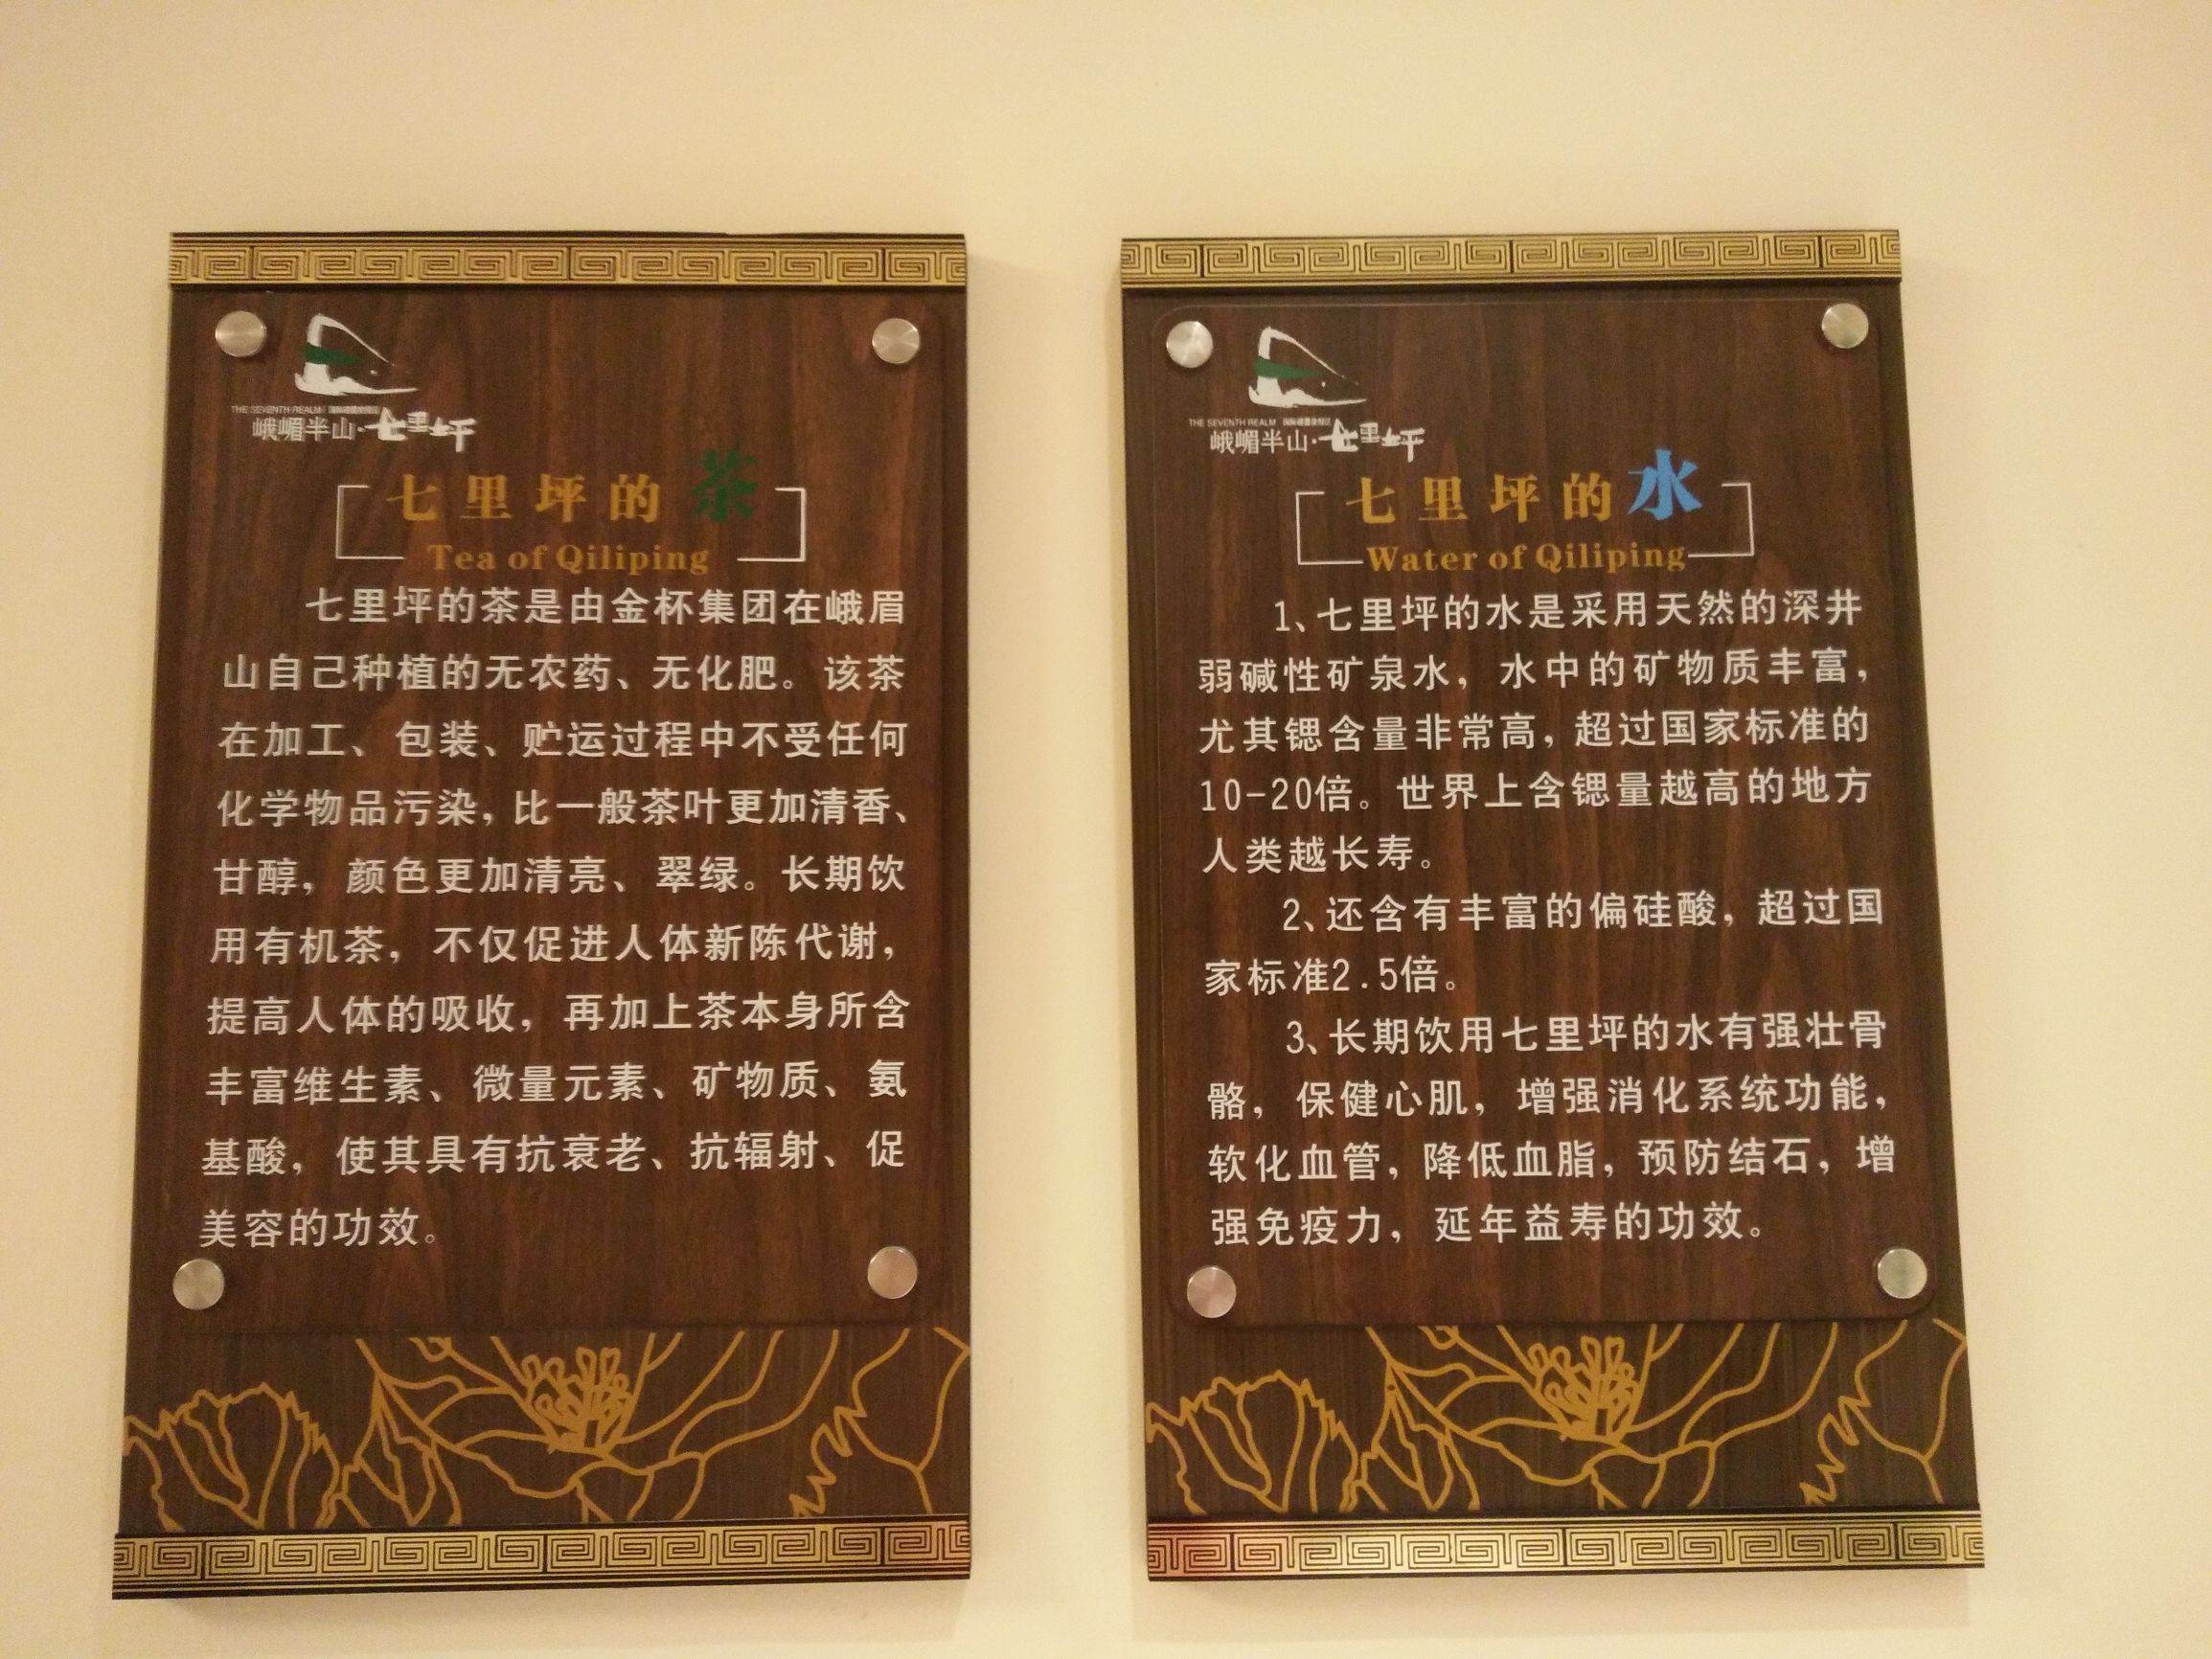 THE SEVENTH REALM
峨嵋半山·七里坪
七里坪的茶
Tea of Qiliping
七里坪的茶是由金杯集团在峨眉
山自己种植的无农药、无化肥。该茶
在加工、包装、贮运过程中不受任何
化学物品污染，比一般茶叶更加清香、
甘醇，颜色更加清亮、翠绿。长期饮
用有机茶，不仅促进人体新陈代谢，
提高人体的吸收，再加上茶本身所含
丰富维生素、微量元素、矿物质、氨
基酸，使其具有抗衰老、抗辐射、促
美容的功效。
THE SEVENTH REALM
峨嵋半山·七里坪
七里坪的水
Water of Qiliping
1、七里坪的水是采用天然的深井
弱碱性矿泉水，水中的矿物质丰富，
尤其锶含量非常高，超过国家标准的
10-20倍。世界上含锶量越高的地方
人类越长寿。
2、还含有丰富的偏硅酸，超过国
家标准2.5倍。
3、长期饮用七里坪的水有强壮骨
骼，保健心肌，增强消化系统功能，
软化血管，降低血脂，预防结石，增
强免疫力，延年益寿的功效。